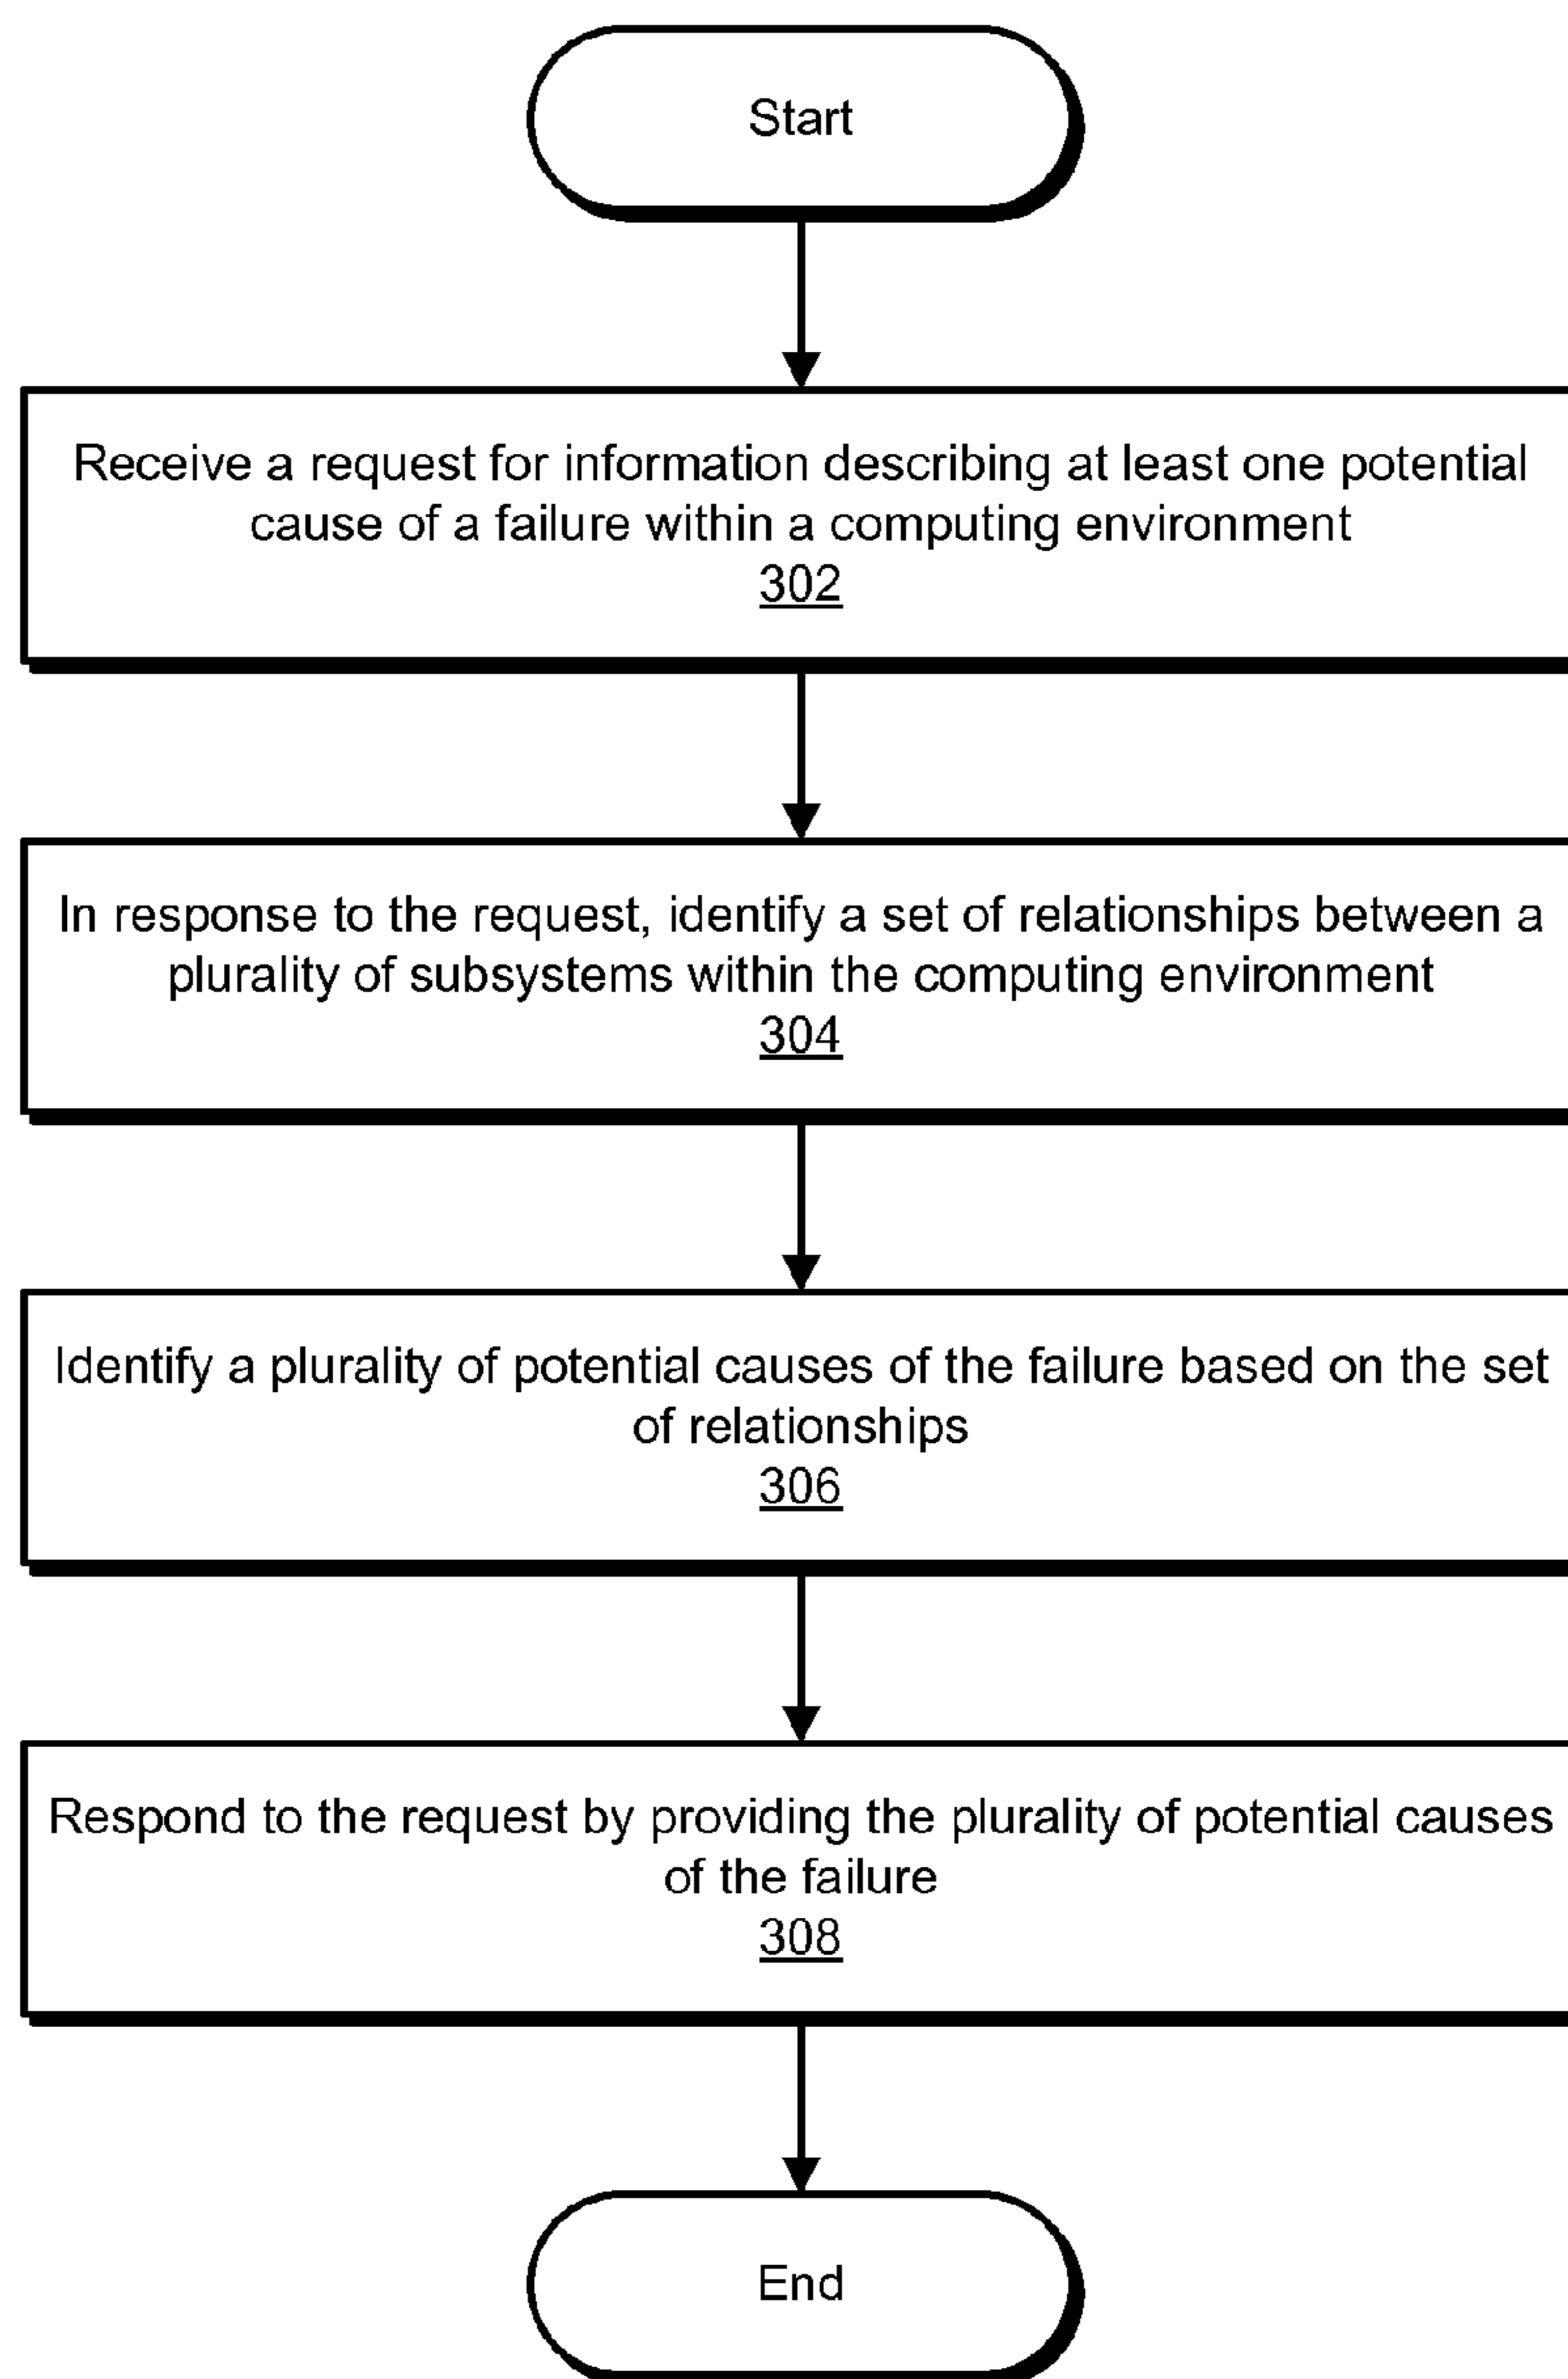 Start
Receive a request for information describing at least one potential
cause of a failure within a computing environment
302
In response to the request, identify a set of relationships between a
plurality of subsystems within the computing environment
304
Identify a plurality of potential causes of the failure based on the set
of relationships
306
Respond to the request by providing the plurality of potential causes
of the failure
308
End